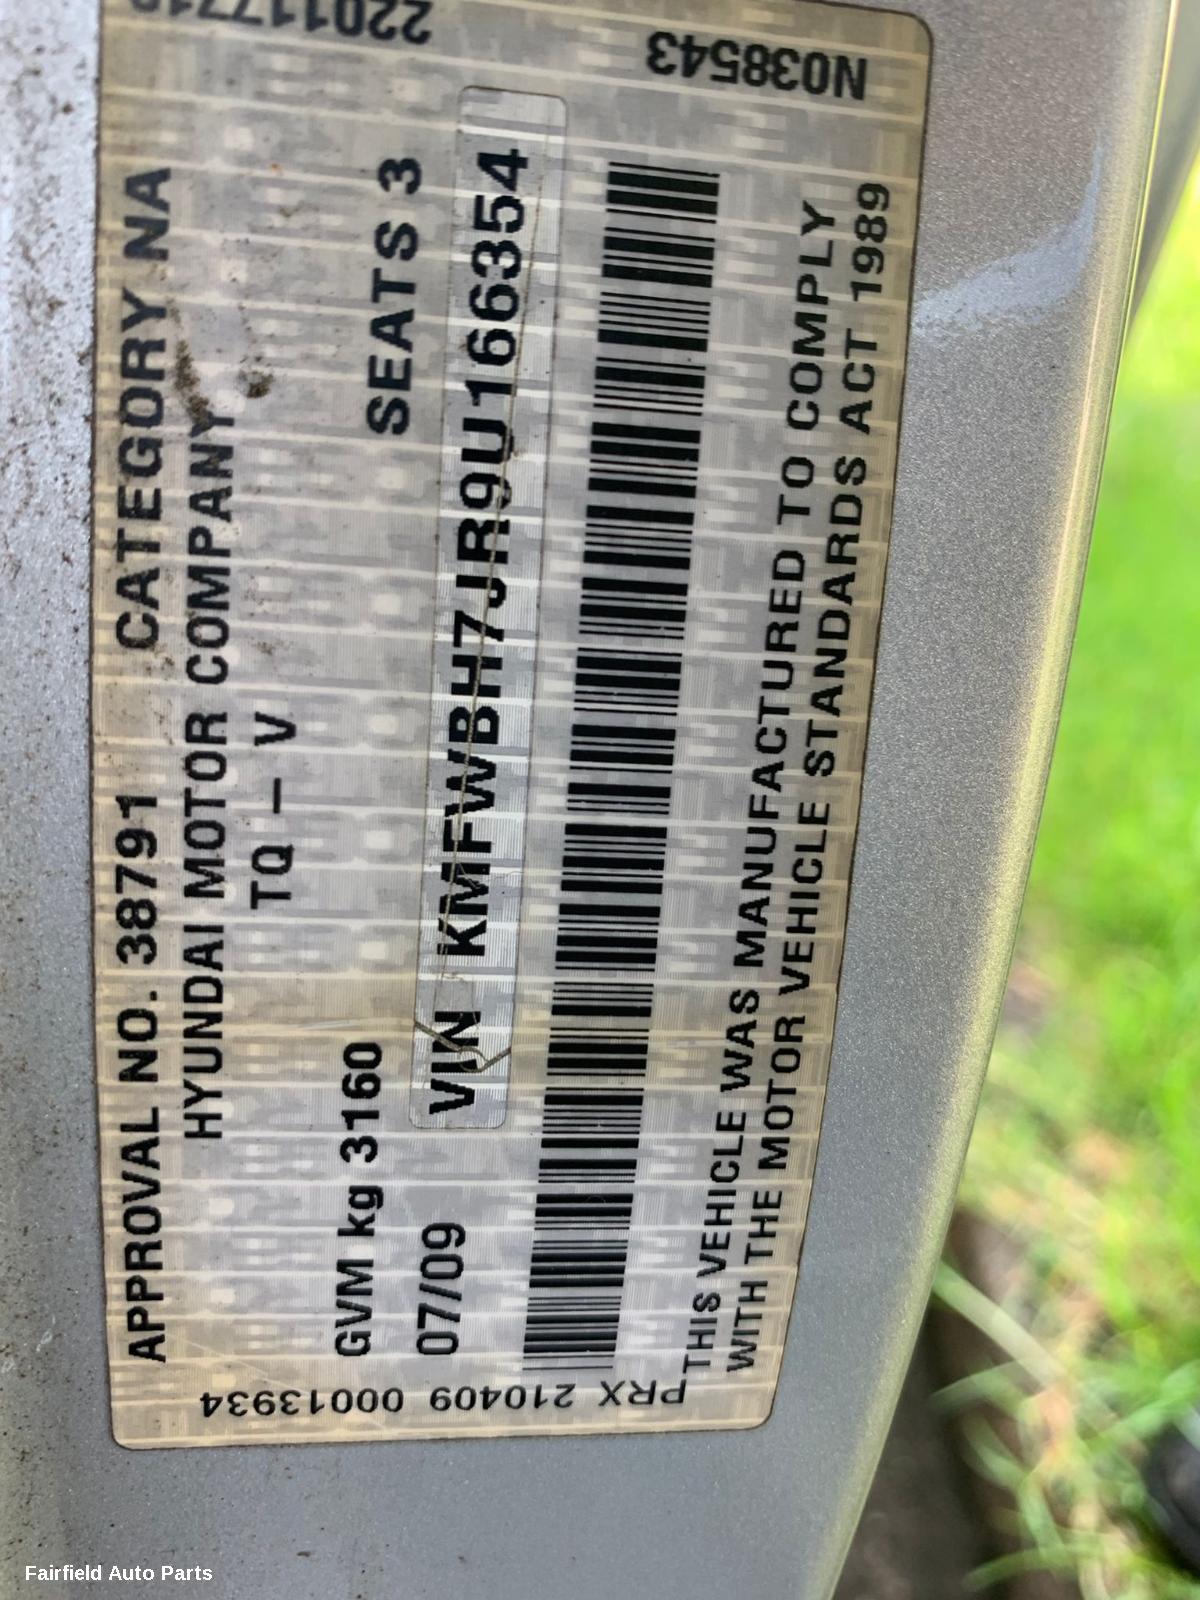 APPROVAL NO. 38791 CATEGORY NA
HYUNDAI MOTOR COMPANY
TQ – V
GVM kg 3160 SEATS 3
07/09 VIN KMFWBH7JR9U166354
THIS VEHICLE WAS MANUFACTURED TO COMPLY
WITH THE MOTOR VEHICLE STANDARDS ACT 1989
PRX 210409 00013934
N038543
Fairfield Auto Parts